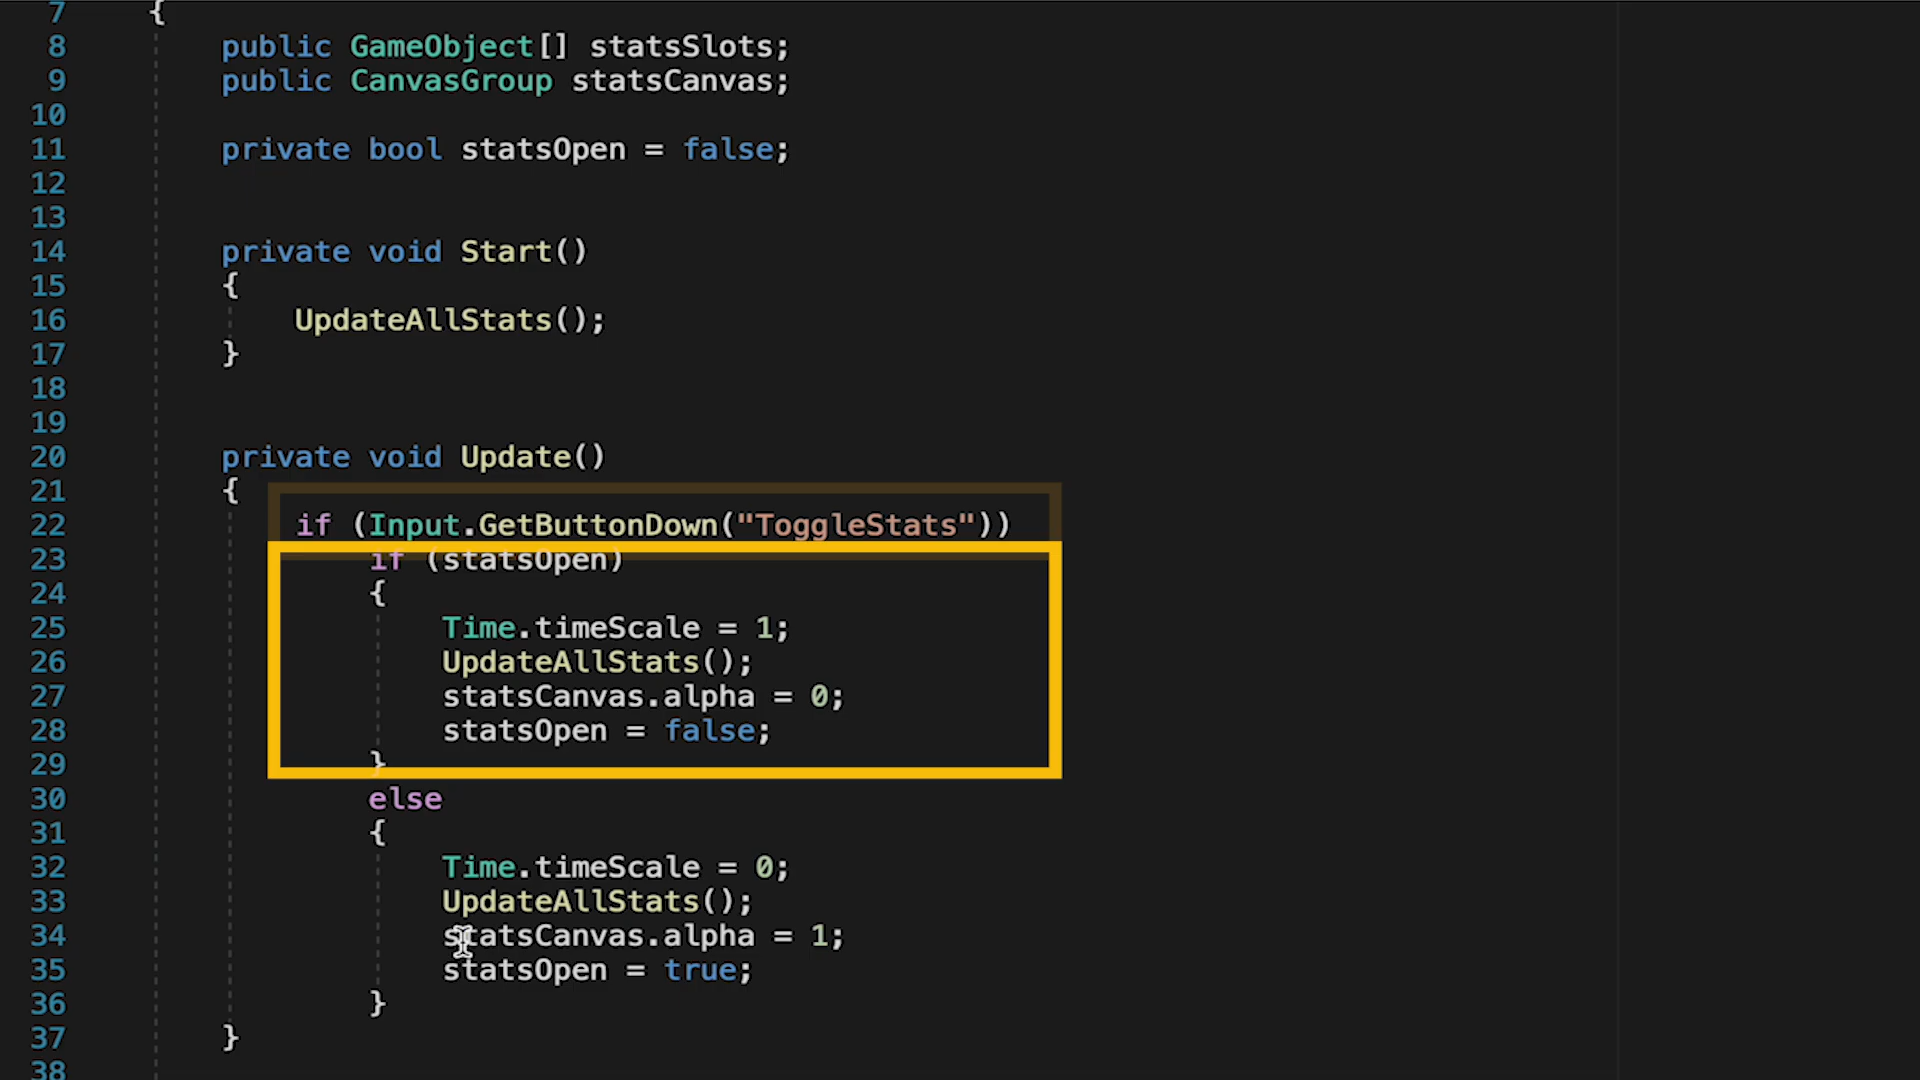 7 {
8 public GameObject[] statsSlots;
9 public CanvasGroup statsCanvas;
10
11 private bool statsOpen = false;
12
13
14 private void Start()
15 {
16 UpdateAllStats();
17 }
18
19
20 private void Update()
21 {
22 if (Input.GetButtonDown("ToggleStats"))
23 if (statsOpen)
24 {
25 Time.timeScale = 1;
26 UpdateAllStats();
27 statsCanvas.alpha = 0;
28 statsOpen = false;
29 }
30 else
31 {
32 Time.timeScale = 0;
33 UpdateAllStats();
34 statsCanvas.alpha = 1;
35 statsOpen = true;
36 }
37 }
38